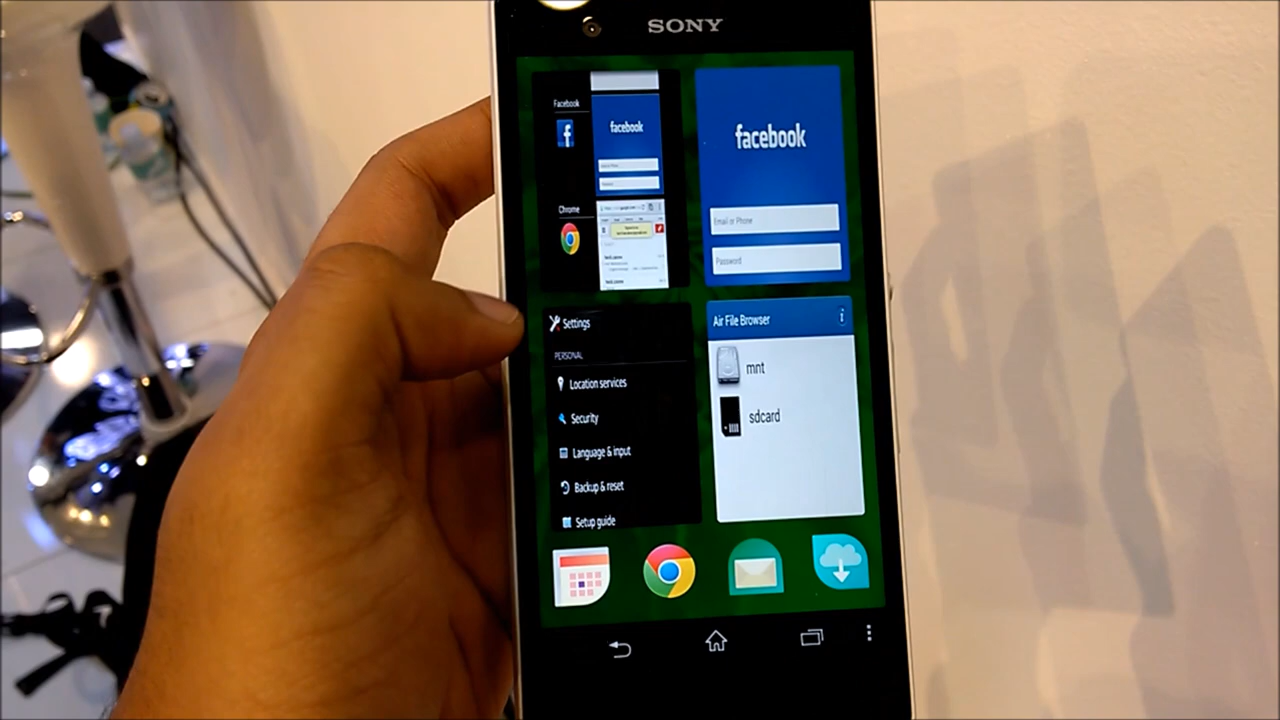 SONY
Facebook
facebook
Chrome
facebook
Email or Phone
Password
Settings
PERSONAL
Location services
Security
Language & input
Backup & reset
Setup guide
Air File Browser
mnt
sdcard